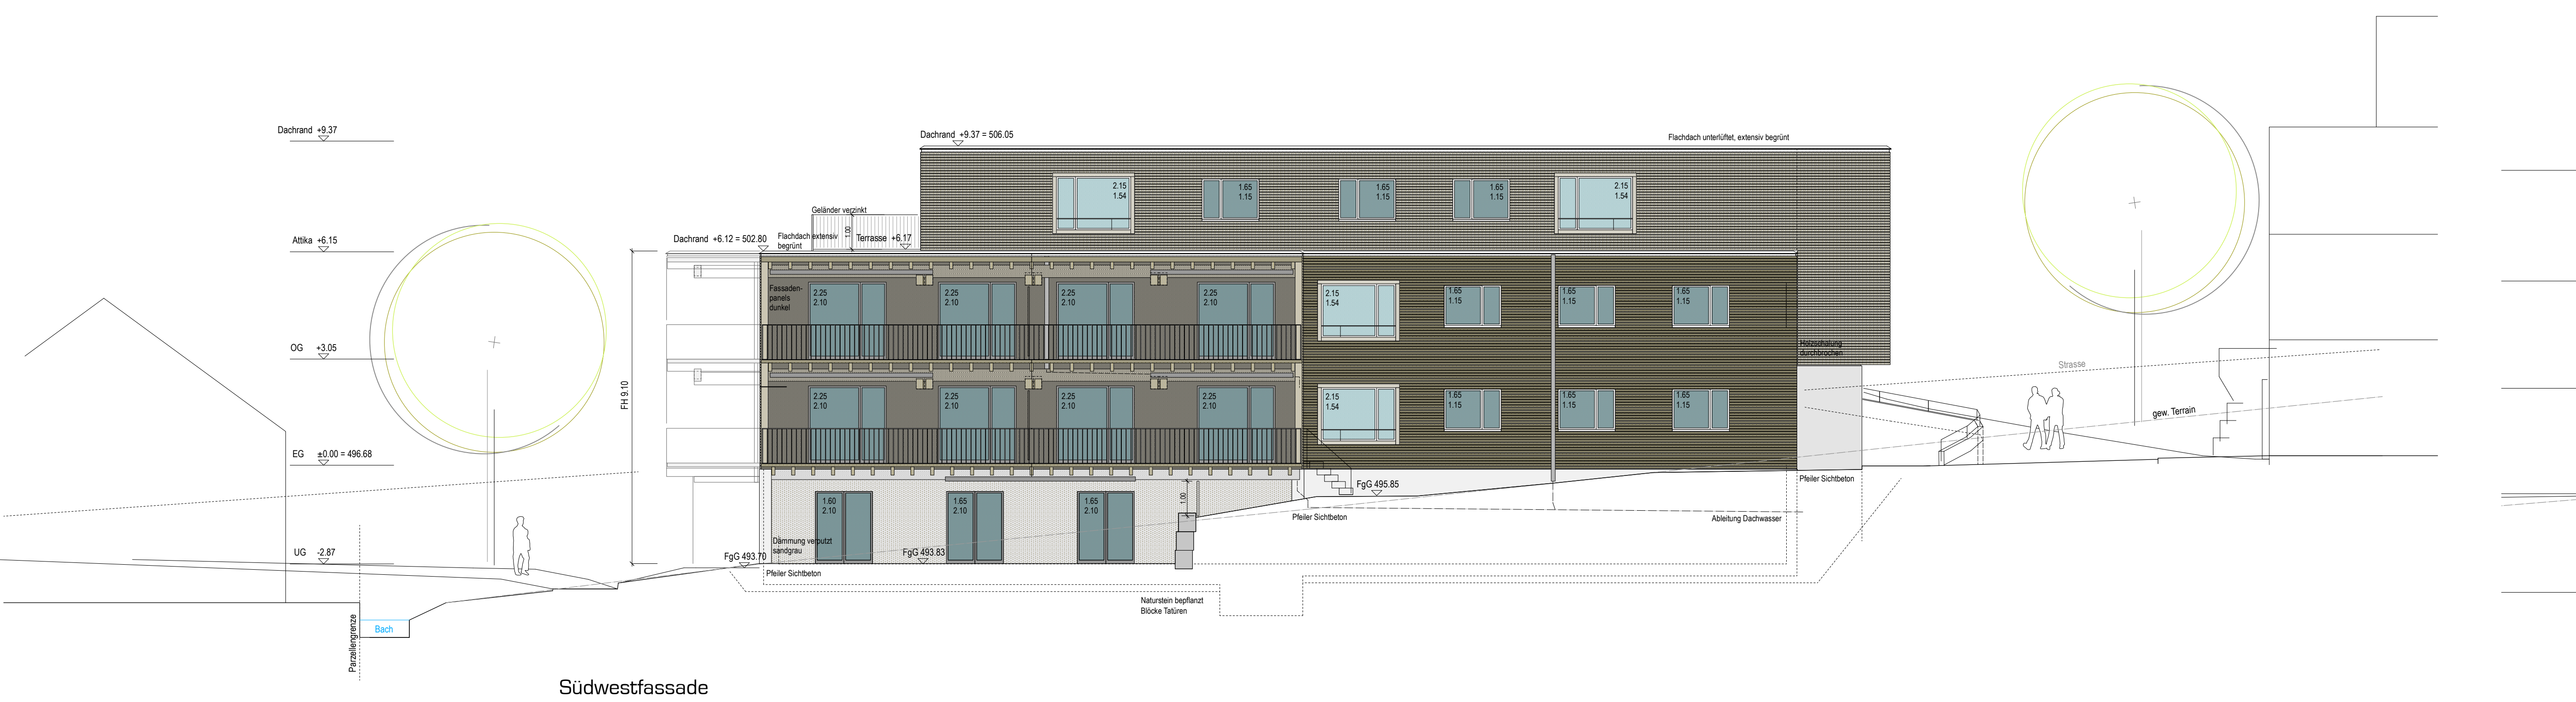 Dachrand +9.37
Dachrand +9.37 = 506.05
Flachdach unterlüftet, extensiv begrünt
2.15
1.54
1.65
1.15
1.65
1.15
1.65
1.15
2.15
1.54
Geländer verzinkt
1.00
Attika +6.15
Dachrand +6.12 = 502.80
Flachdach extensiv
begrünt
Terrasse +6.17
Fassaden-
panels
dunkel
2.25
2.10
2.25
2.10
2.25
2.10
2.25
2.10
2.15
1.54
1.65
1.15
1.65
1.15
1.65
1.15
OG +3.05
Holzschalung
durchbrochen
Strasse
FH 9.10
2.25
2.10
2.25
2.10
2.25
2.10
2.25
2.10
2.15
1.54
1.65
1.15
1.65
1.15
1.65
1.15
gew. Terrain
EG ±0.00 = 496.68
Pfeiler Sichtbeton
FgG 495.85
1.60
2.10
1.65
2.10
1.65
2.10
1.00
Pfeiler Sichtbeton
Ableitung Dachwasser
Dämmung verputzt
sandgrau
UG -2.87
FgG 493.70
FgG 493.83
Pfeiler Sichtbeton
Naturstein bepflanzt
Blöcke Tatüren
Parzellengrenze
Bach
Südwestfassade